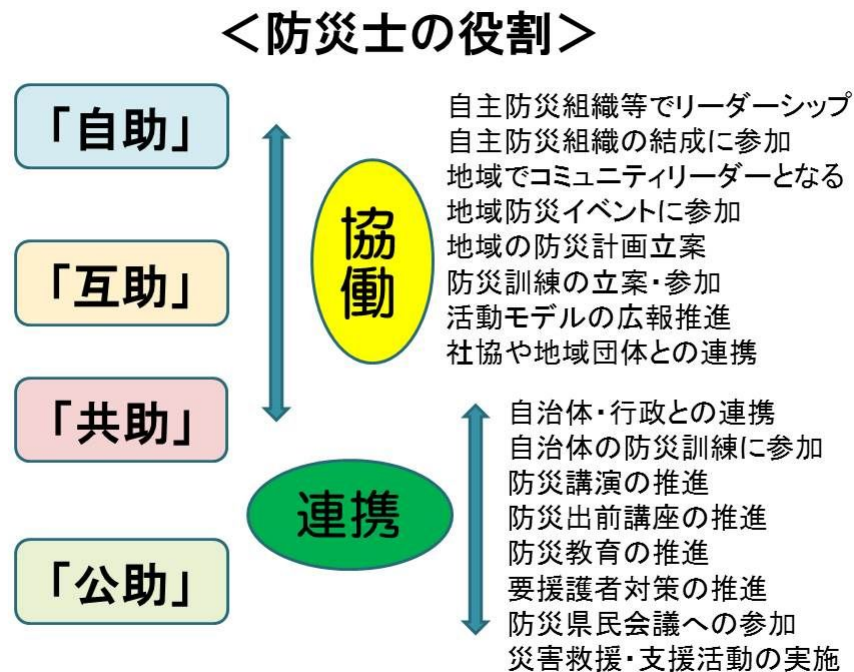 ＜防災士の役割＞
「自助」
「互助」
「共助」
「公助」
協働
自主防災組織等でリーダーシップ
自主防災組織の結成に参加
地域でコミュニティリーダーとなる
地域防災イベントに参加
地域の防災計画立案
防災訓練の立案・参加
活動モデルの広報推進
社協や地域団体との連携
連携
自治体・行政との連携
自治体の防災訓練に参加
防災講演の推進
防災出前講座の推進
防災教育の推進
要援護者対策の推進
防災県民会議への参加
災害救援・支援活動の実施